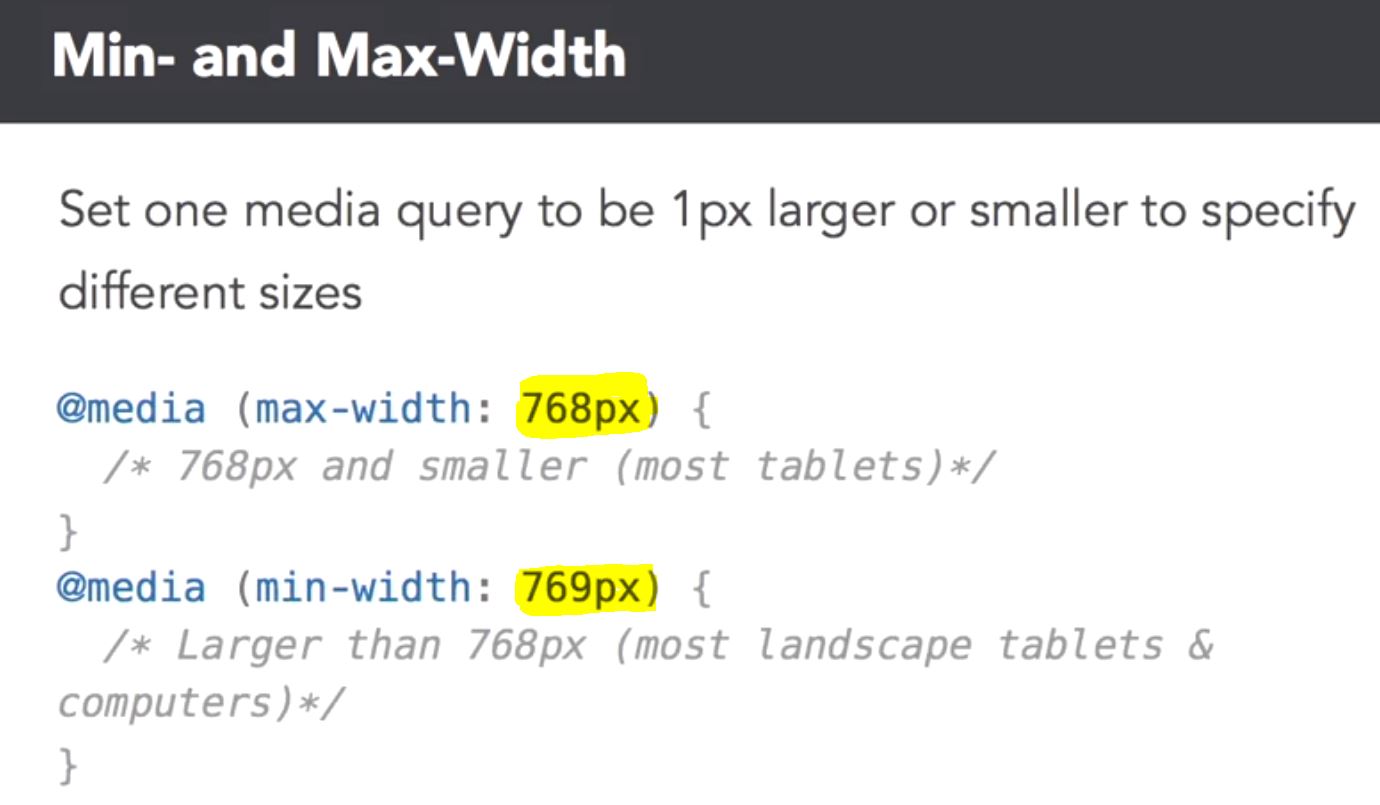 Min- and Max-Width
Set one media query to be 1px larger or smaller to specify
different sizes
@media (max-width: 768px) {
/* 768px and smaller (most tablets)*/
}
@media (min-width: 769px) {
/* Larger than 768px (most landscape tablets &
computers)*/
}